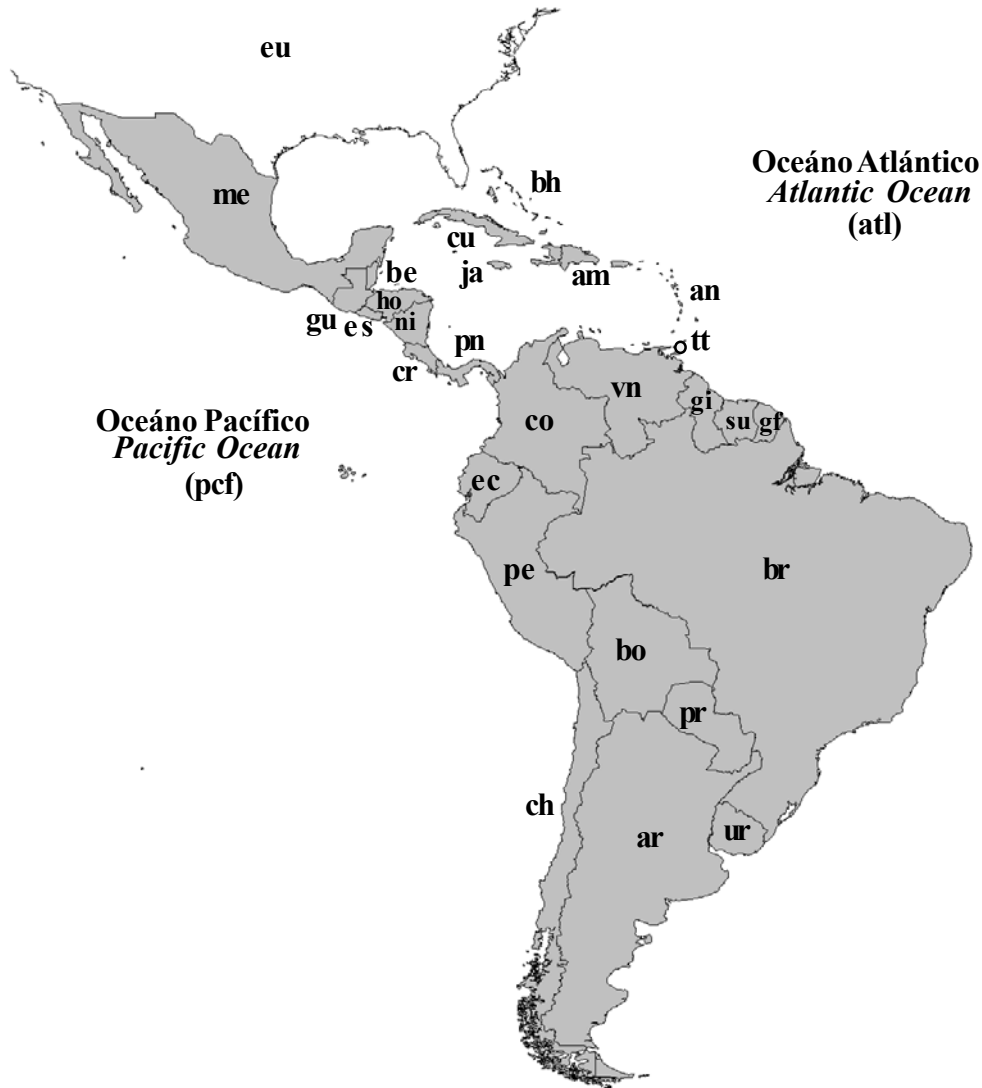 eu
Oceáno Atlántico
Atlantic Ocean
(atl)
bh
me
cu
be
ja
am
an
ho
gu
es
ni
pn
tt
cr
vn
gi
Oceáno Pacífico
Pacific Ocean
(pcf)
co
su
gf
ec
pe
br
bo
pr
ch
ar
ur